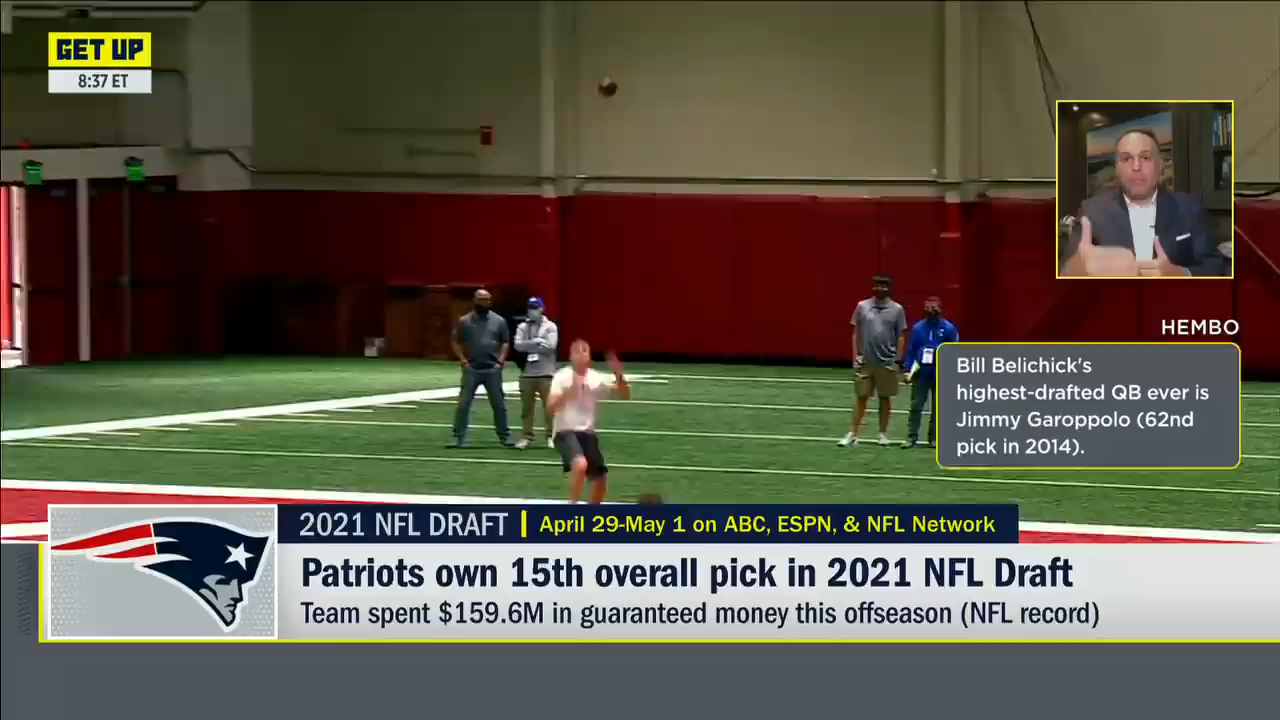 GET UP
8:37 ET
HEMBO
Bill Belichick's
highest-drafted QB ever is
Jimmy Garoppolo (62nd
pick in 2014).
2021 NFL DRAFT | April 29-May 1 on ABC, ESPN, & NFL Network
Patriots own 15th overall pick in 2021 NFL Draft
Team spent $159.6M in guaranteed money this offseason (NFL record)